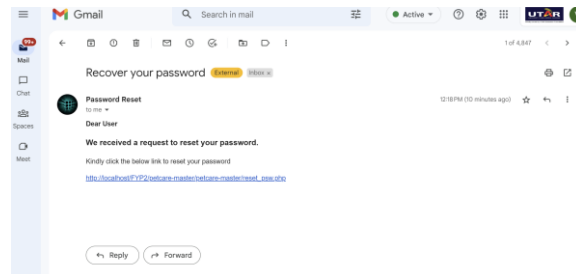 Gmail
Search in mail
Active
UTAR
99+
Mail
Chat
Spaces
Meet
1 of 4,847
Recover your password
External
Inbox x
Password Reset
12:18 PM (10 minutes ago)
to me
Dear User
We received a request to reset your password.
Kindly click the below link to reset your password
http://localhost/FYP2/petcare-master/petcare-master/reset_psw.php
Reply
Forward